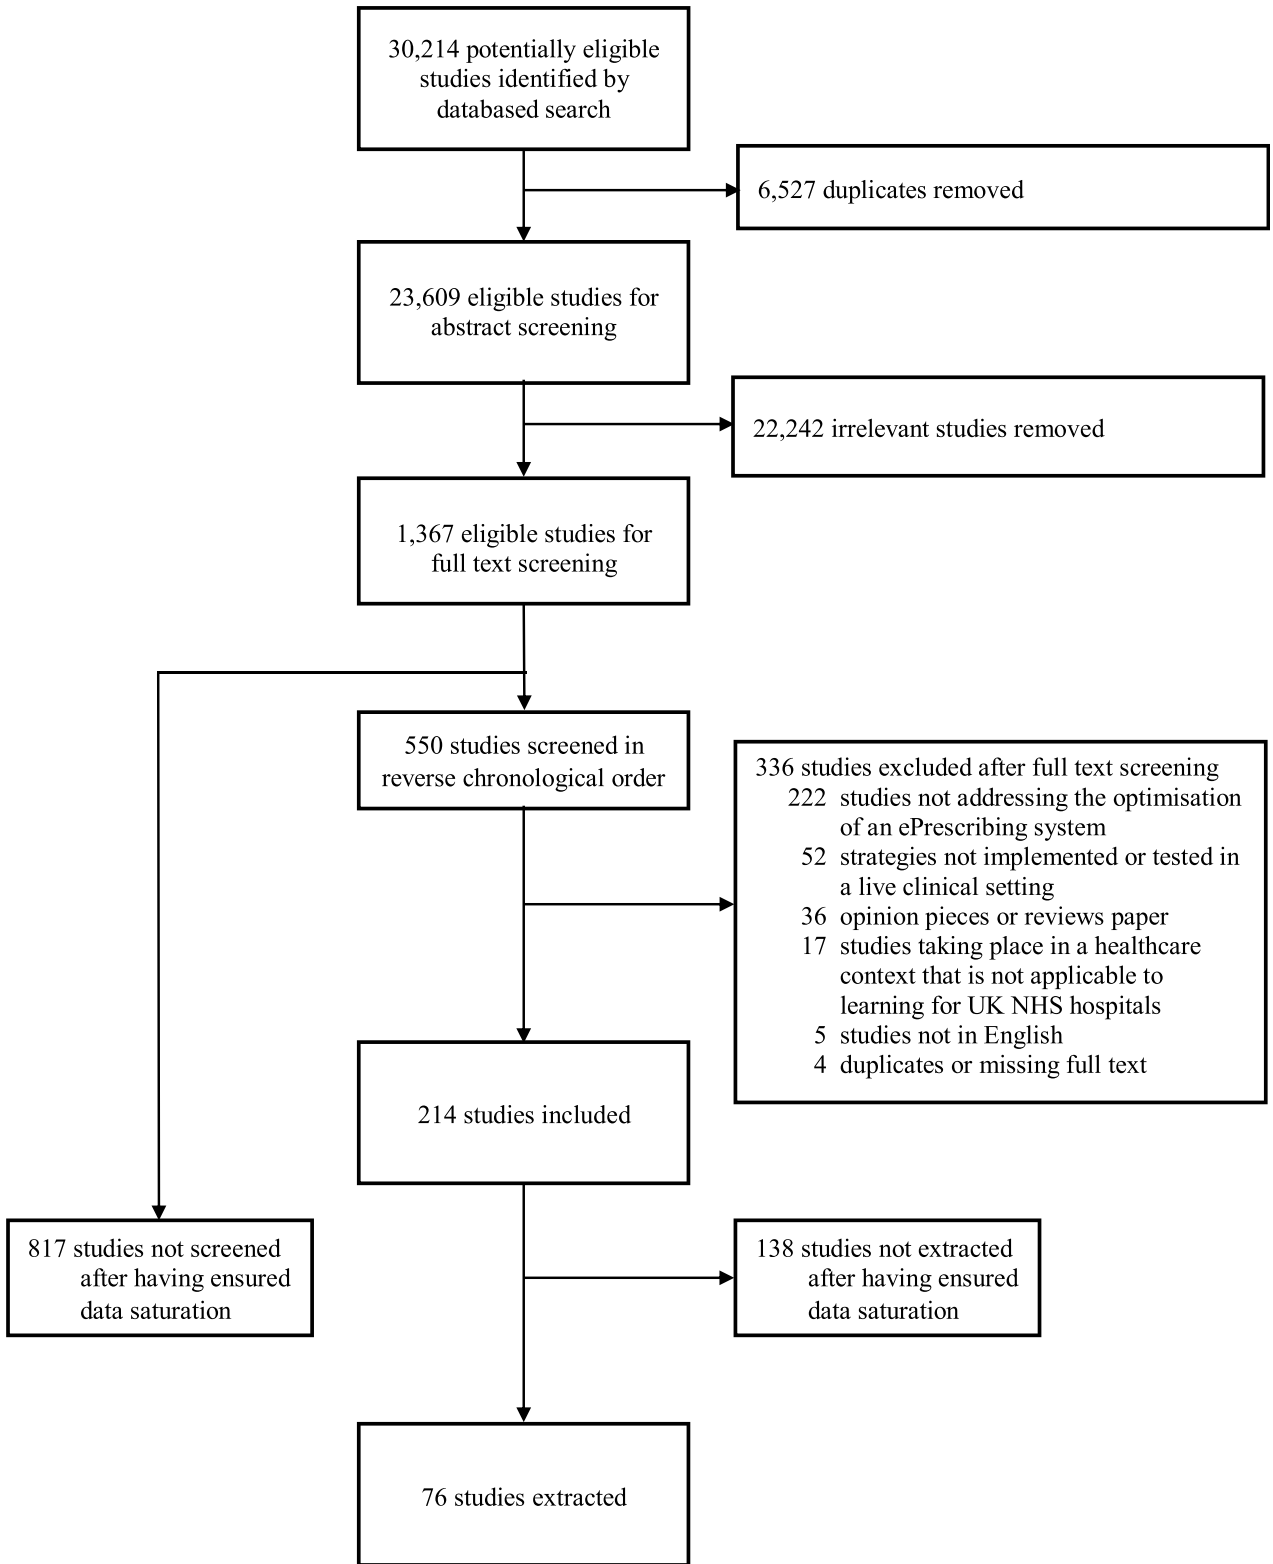 30,214 potentially eligible
studies identified by
databased search
6,527 duplicates removed
23,609 eligible studies for
abstract screening
22,242 irrelevant studies removed
1,367 eligible studies for
full text screening
550 studies screened in
reverse chronological order
336 studies excluded after full text screening
222 studies not addressing the optimisation
of an ePrescribing system
52 strategies not implemented or tested in
a live clinical setting
36 opinion pieces or reviews paper
17 studies taking place in a healthcare
context that is not applicable to
learning for UK NHS hospitals
5 studies not in English
4 duplicates or missing full text
214 studies included
817 studies not screened
after having ensured
data saturation
138 studies not extracted
after having ensured
data saturation
76 studies extracted